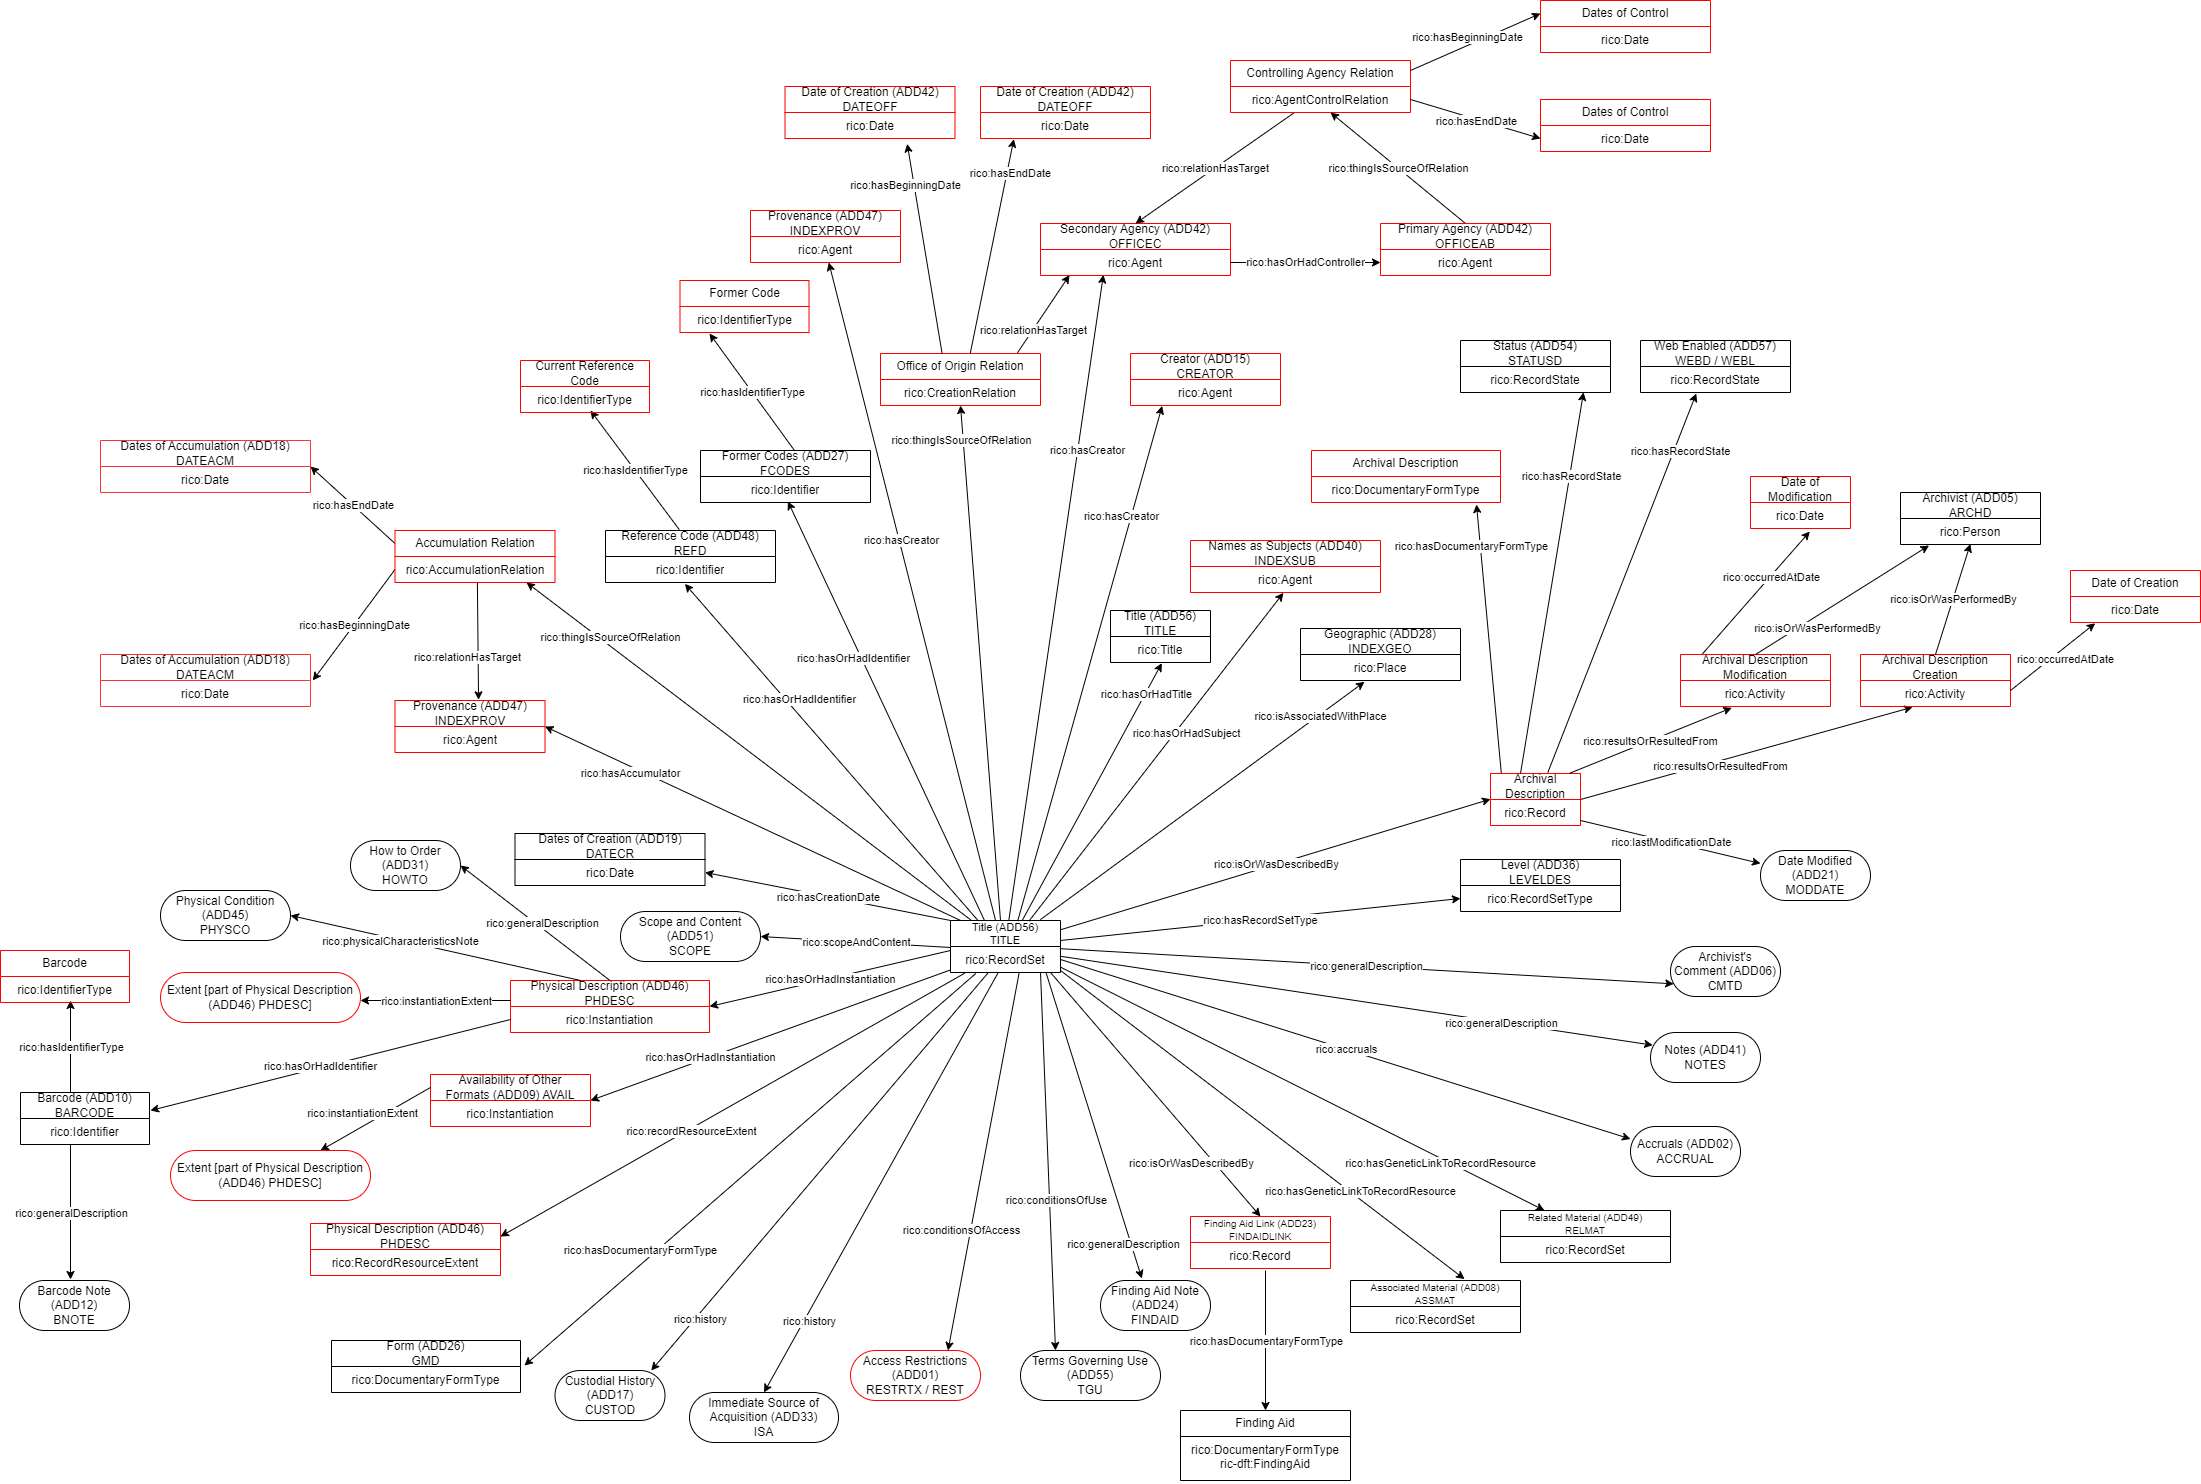 Dates of Control
rico:Date
rico:hasBeginningDate
Controlling Agency Relation
rico:AgentControlRelation
Dates of Control
rico:Date
rico:hasEndDate
Date of Creation (ADD42)
DATEOFF
rico:Date
Date of Creation (ADD42)
DATEOFF
rico:Date
rico:relationHasTarget
rico:thingIsSourceOfRelation
rico:hasBeginningDate
rico:hasEndDate
Provenance (ADD47)
INDEXPROV
rico:Agent
Secondary Agency (ADD42)
OFFICEC
rico:Agent
rico:hasOrHadController
Primary Agency (ADD42)
OFFICEAB
rico:Agent
Former Code
rico:IdentifierType
rico:relationHasTarget
Current Reference
Code
rico:IdentifierType
rico:hasIdentifierType
Office of Origin Relation
rico:CreationRelation
Creator (ADD15)
CREATOR
rico:Agent
Status (ADD54)
STATUSD
rico:RecordState
Web Enabled (ADD57)
WEBD / WEBL
rico:RecordState
Dates of Accumulation (ADD18)
DATEACM
rico:Date
rico:hasIdentifierType
Former Codes (ADD27)
FCODES
rico:Identifier
rico:thingIsSourceOfRelation
rico:hasCreator
rico:hasRecordState
rico:hasRecordState
Archival Description
rico:DocumentaryFormType
Date of
Modification
rico:Date
Archivist (ADD05)
ARCHD
rico:Person
rico:hasEndDate
Accumulation Relation
rico:AccumulationRelation
Reference Code (ADD48)
REFD
rico:Identifier
rico:hasCreator
rico:hasCreator
Names as Subjects (ADD40)
INDEXSUB
rico:Agent
rico:hasDocumentaryFormType
rico:occurredAtDate
rico:isOrWasPerformedBy
Date of Creation
rico:Date
rico:hasBeginningDate
rico:thingIsSourceOfRelation
Title (ADD56)
TITLE
rico:Title
Geographic (ADD28)
INDEXGEO
rico:Place
rico:isOrWasPerformedBy
rico:relationHasTarget
rico:hasOrHadIdentifier
Dates of Accumulation (ADD18)
DATEACM
rico:Date
Archival Description
Modification
rico:Activity
Archival Description
Creation
rico:Activity
rico:occurredAtDate
rico:hasOrHadIdentifier
rico:hasOrHadTitle
Provenance (ADD47)
INDEXPROV
rico:Agent
rico:isAssociatedWithPlace
rico:hasOrHadSubject
rico:resultsOrResultedFrom
rico:resultsOrResultedFrom
rico:hasAccumulator
Archival
Description
rico:Record
rico:lastModificationDate
How to Order
(ADD31)
HOWTO
Dates of Creation (ADD19)
DATECR
rico:Date
rico:isOrWasDescribedBy
Level (ADD36)
LEVELDES
rico:RecordSetType
Date Modified
(ADD21)
MODDATE
rico:hasCreationDate
Physical Condition
(ADD45)
PHYSCO
rico:generalDescription
Scope and Content
(ADD51)
SCOPE
rico:scopeAndContent
Title (ADD56)
TITLE
rico:RecordSet
rico:hasRecordSetType
rico:physicalCharacteristicsNote
Barcode
rico:IdentifierType
Extent [part of Physical Description
(ADD46) PHDESC]
rico:instantiationExtent
Physical Description (ADD46)
PHDESC
rico:Instantiation
rico:hasOrHadInstantiation
rico:generalDescription
Archivist's
Comment (ADD06)
CMTD
rico:generalDescription
Notes (ADD41)
NOTES
rico:hasIdentifierType
rico:hasOrHadIdentifier
rico:hasOrHadInstantiation
rico:accruals
Barcode (ADD10)
BARCODE
rico:Identifier
Availability of Other
Formats (ADD09) AVAIL
rico:Instantiation
rico:instantiationExtent
rico:recordResourceExtent
Accruals (ADD02)
ACCRUAL
Extent [part of Physical Description
(ADD46) PHDESC]
rico:isOrWasDescribedBy
rico:hasGeneticLinkToRecordResource
rico:hasGeneticLinkToRecordResource
rico:generalDescription
rico:conditionsOfUse
rico:conditionsOfAccess
Physical Description (ADD46)
PHDESC
rico:RecordResourceExtent
rico:hasDocumentaryFormType
rico:generalDescription
Finding Aid Link (ADD23)
FINDAIDLINK
rico:Record
Related Material (ADD49)
RELMAT
rico:RecordSet
Barcode Note
(ADD12)
BNOTE
rico:history
rico:history
Finding Aid Note
(ADD24)
FINDAID
Associated Material (ADD08)
ASSMAT
rico:RecordSet
rico:hasDocumentaryFormType
Form (ADD26)
GMD
rico:DocumentaryFormType
Custodial History
(ADD17)
CUSTOD
Immediate Source of
Acquisition (ADD33)
ISA
Access Restrictions
(ADD01)
RESTRTX / REST
Terms Governing Use
(ADD55)
TGU
Finding Aid
rico:DocumentaryFormType
ric-dft:FindingAid